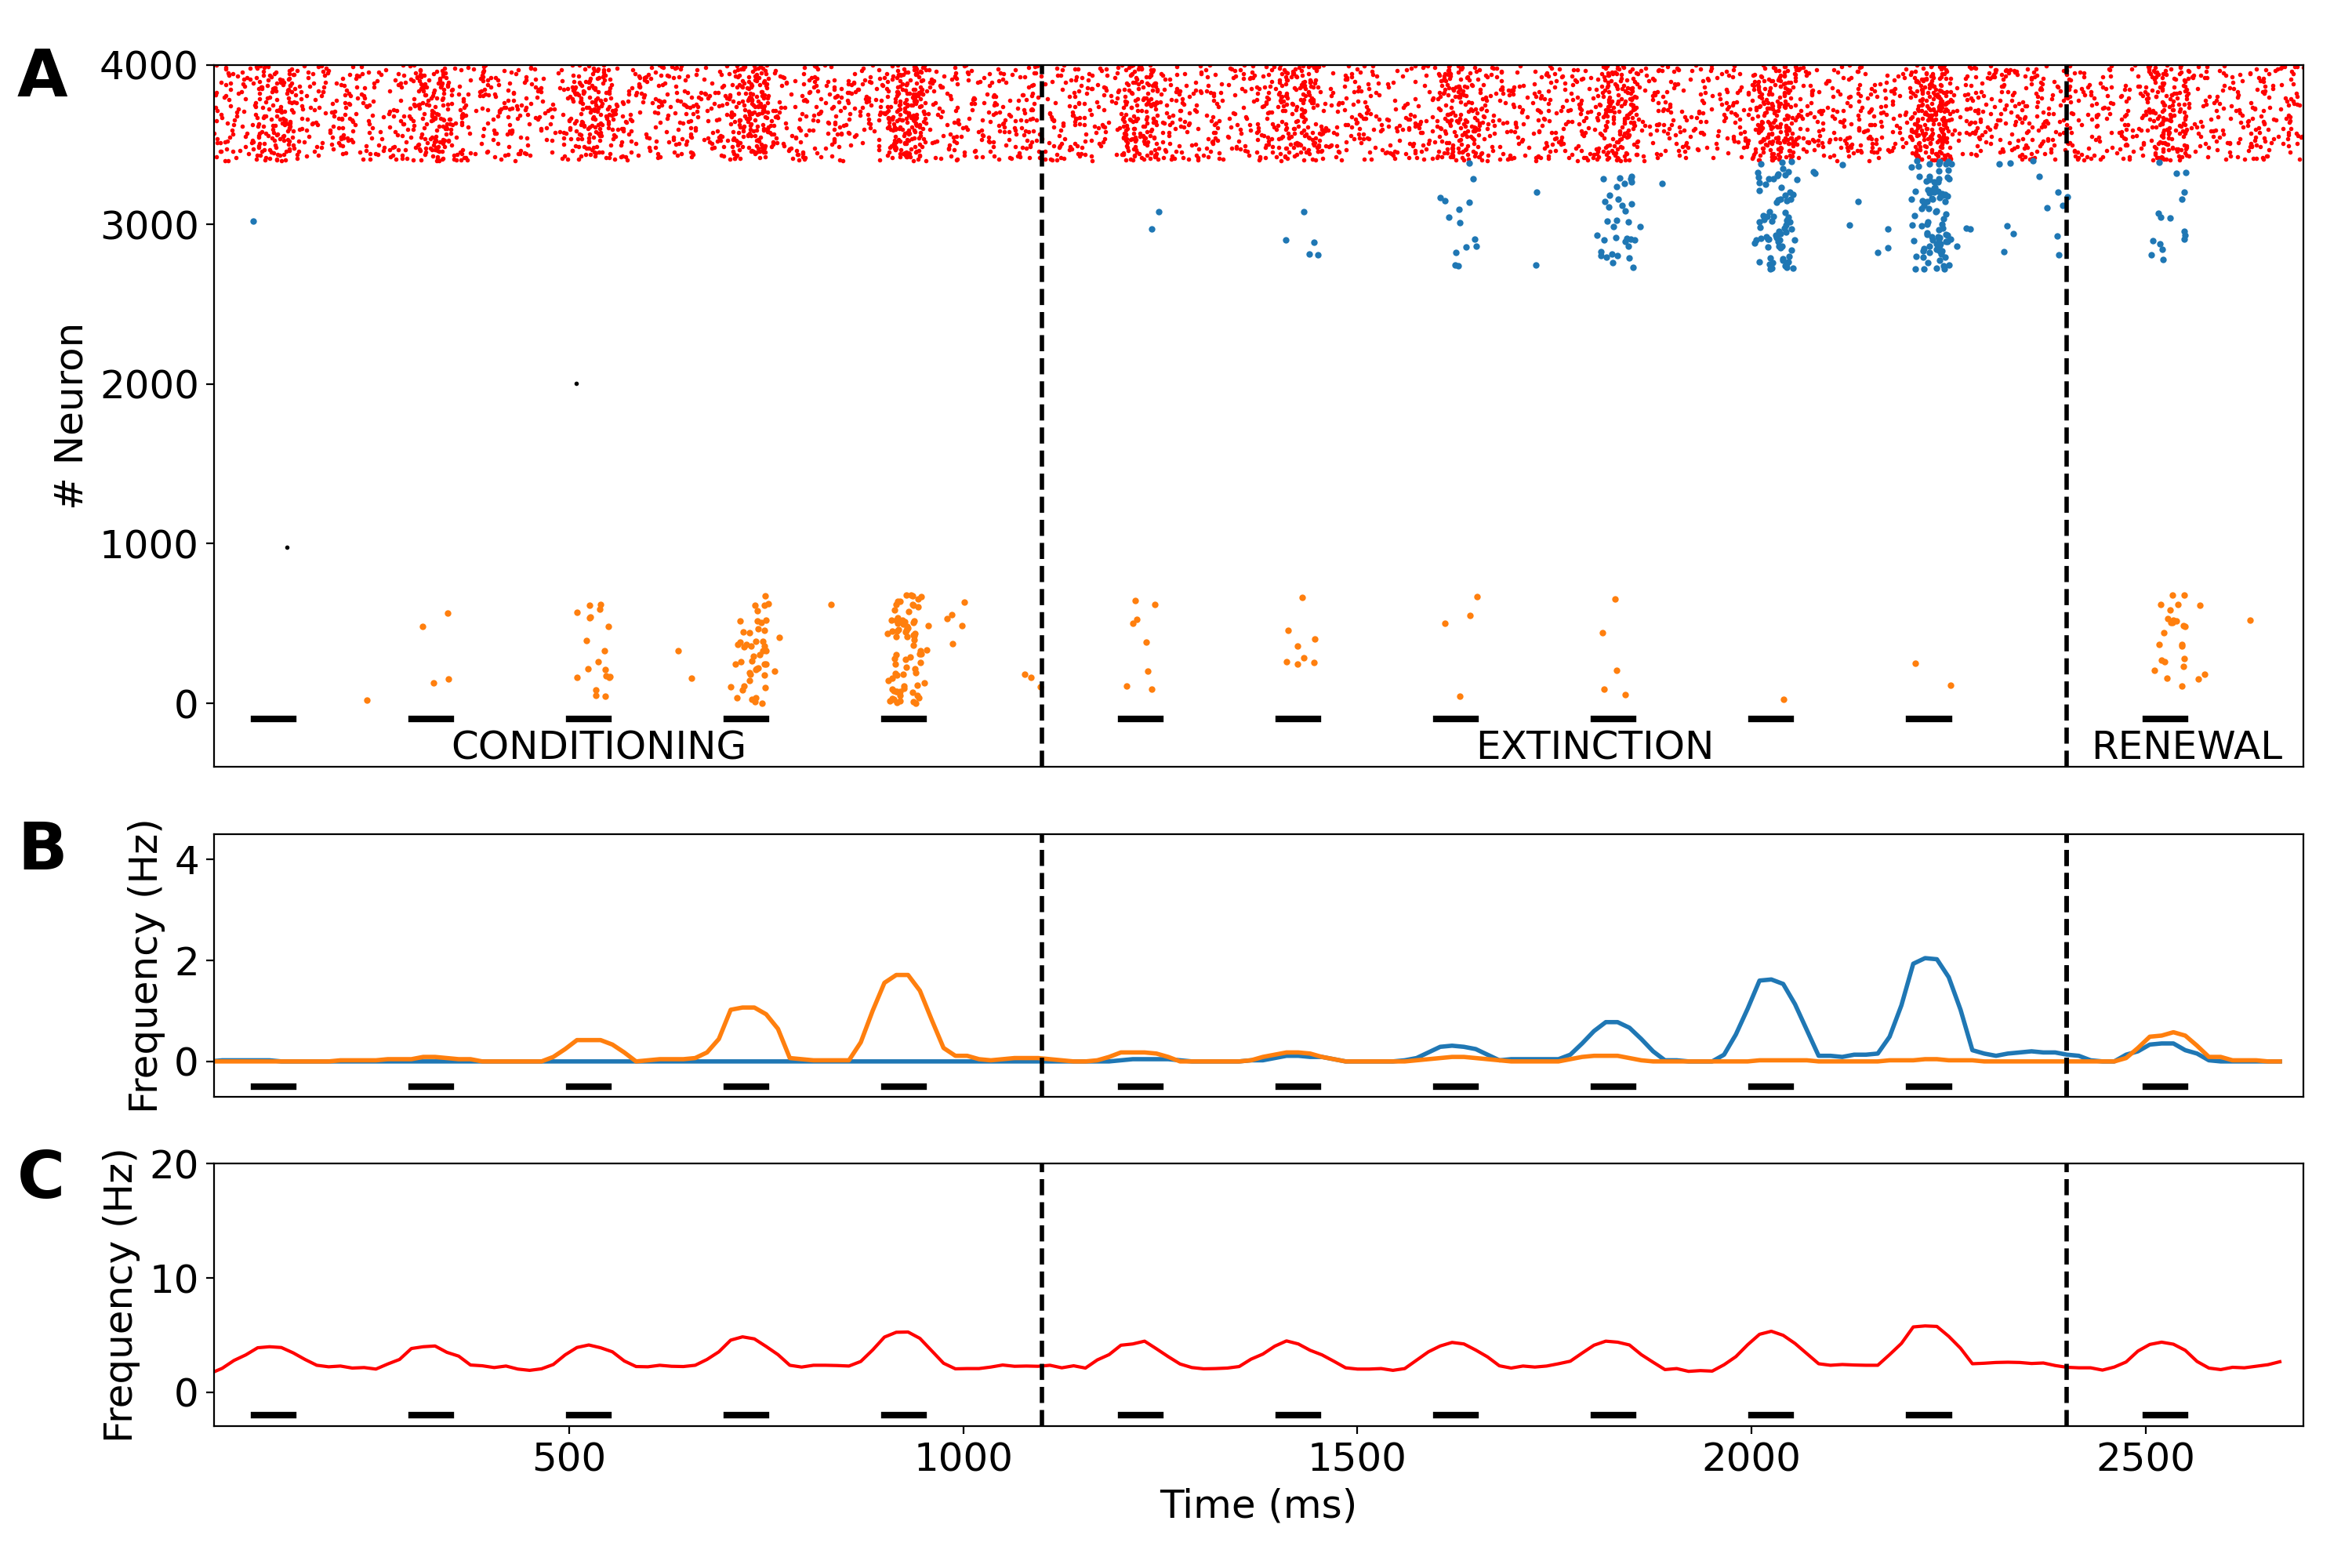 A
4000
3000
2000
1000
0
# Neuron
CONDITIONING
EXTINCTION
RENEWAL
B
4
2
0
Frequency (Hz)
C
20
10
0
Frequency (Hz)
500
1000
1500
2000
2500
Time (ms)